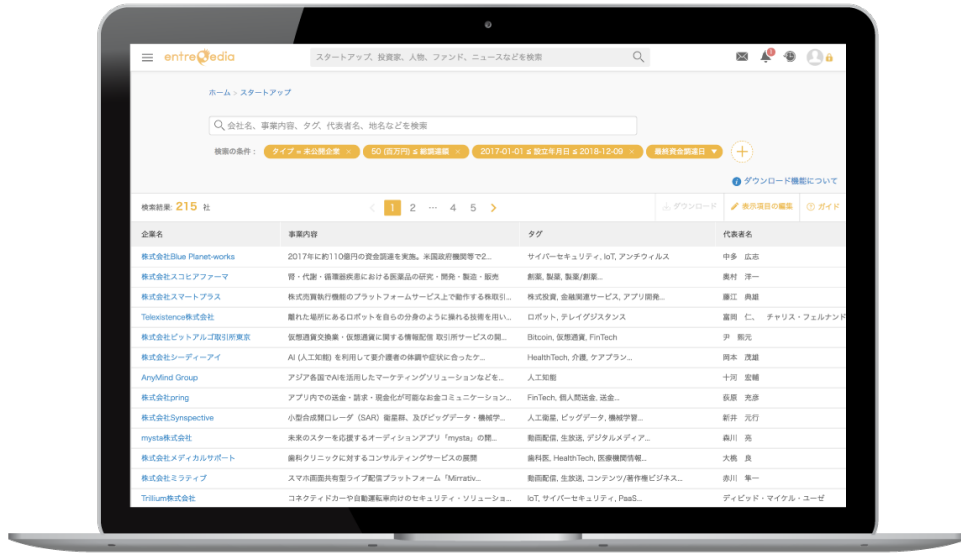 entrepedia
スタートアップ、投資家、人物、ファンド、ニュースなどを検索
1
ホーム > スタートアップ
会社名、事業内容、タグ、代表者名、地名などを検索
検索の条件: タイプ = 未公開企業 × 50 (百万円) ≤ 総調達額 × 2017-01-01 ≤ 設立年月日 ≤ 2018-12-09 × 最終資金調達日 ▼ +
ダウンロード機能について
検索結果: 215 社 < 1 2 … 4 5 > ダウンロード 表示項目の編集 ガイド
企業名 事業内容 タグ 代表者名
株式会社Blue Planet-works 2017年に約110億円の資金調達を実施。米国政府機関等で2... サイバーセキュリティ, IoT, アンチウィルス 中多 広志
株式会社スコヒアファーマ 腎・代謝・循環器疾患における医薬品の研究・開発・製造・販売 創薬, 製薬, 製薬/創薬... 奥村 洋一
株式会社スマートプラス 株式売買執行機能のプラットフォームサービス上で動作する株取引... 株式投資, 金融関連サービス, アプリ開発... 藤江 典雄
Telexistence株式会社 離れた場所にあるロボットを自らの分身のように操れる技術を用い... ロボット, テレイグジスタンス 富岡 仁、 チャリス・フェルナンド
株式会社ビットアルゴ取引所東京 仮想通貨交換業・仮想通貨に関する情報配信 取引所サービスの開... Bitcoin, 仮想通貨, FinTech 尹 煕元
株式会社シーディーアイ AI (人工知能) を利用して要介護者の体調や症状に合ったケ... HealthTech, 介護, ケアプラン... 岡本 茂雄
AnyMind Group アジア各国でAIを活用したマーケティングソリューションなどを... 人工知能 十河 宏輔
株式会社pring アプリ内での送金・請求・現金化が可能なお金コミュニケーション... FinTech, 個人間送金, 送金... 荻原 充彦
株式会社Synspective 小型合成開口レーダ（SAR）衛星群、及びビッグデータ・機械学... 人工衛星, ビッグデータ, 機械学習... 新井 元行
mysta株式会社 未来のスターを応援するオーディションアプリ「mysta」の開... 動画配信, 生放送, デジタルメディア... 森川 亮
株式会社メディカルサポート 歯科クリニックに対するコンサルティングサービスの展開 歯科医, HealthTech, 医療機関情報... 大桃 良
株式会社ミラティブ スマホ画面共有型ライブ配信プラットフォーム「Mirrativ... 動画配信, 生放送, コンテンツ/著作権ビジネス... 赤川 隼一
Trillium株式会社 コネクティドカーや自動運転車向けのセキュリティ・ソリューショ... IoT, サイバーセキュリティ, PaaS... ディビッド・マイケル・ユーゼ